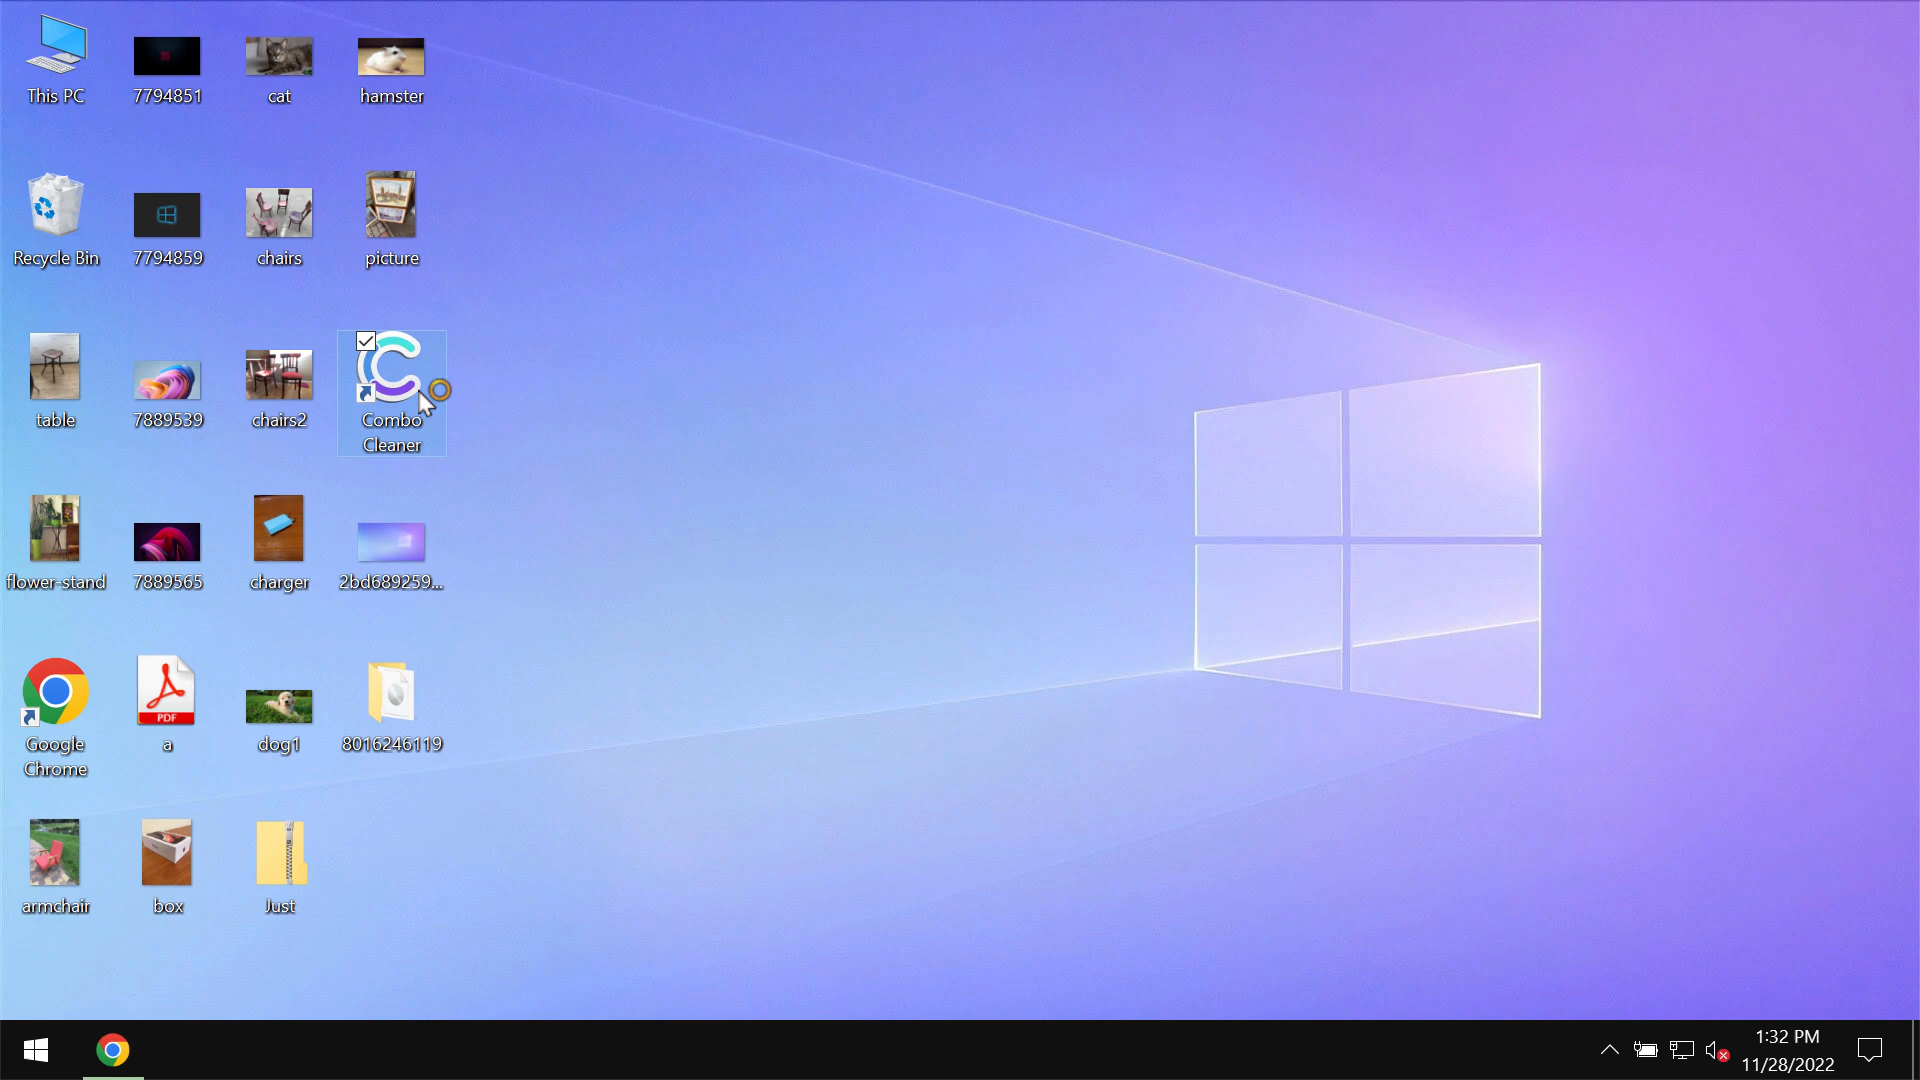 This PC
7794851
cat
hamster
Recycle Bin
7794859
chairs
picture
table
7889539
chairs2
Combo
Cleaner
flower-stand
7889565
charger
2bd689259...
Google
Chrome
PDF
a
dog1
8016246119
armchair
box
Just
1:32 PM
11/28/2022